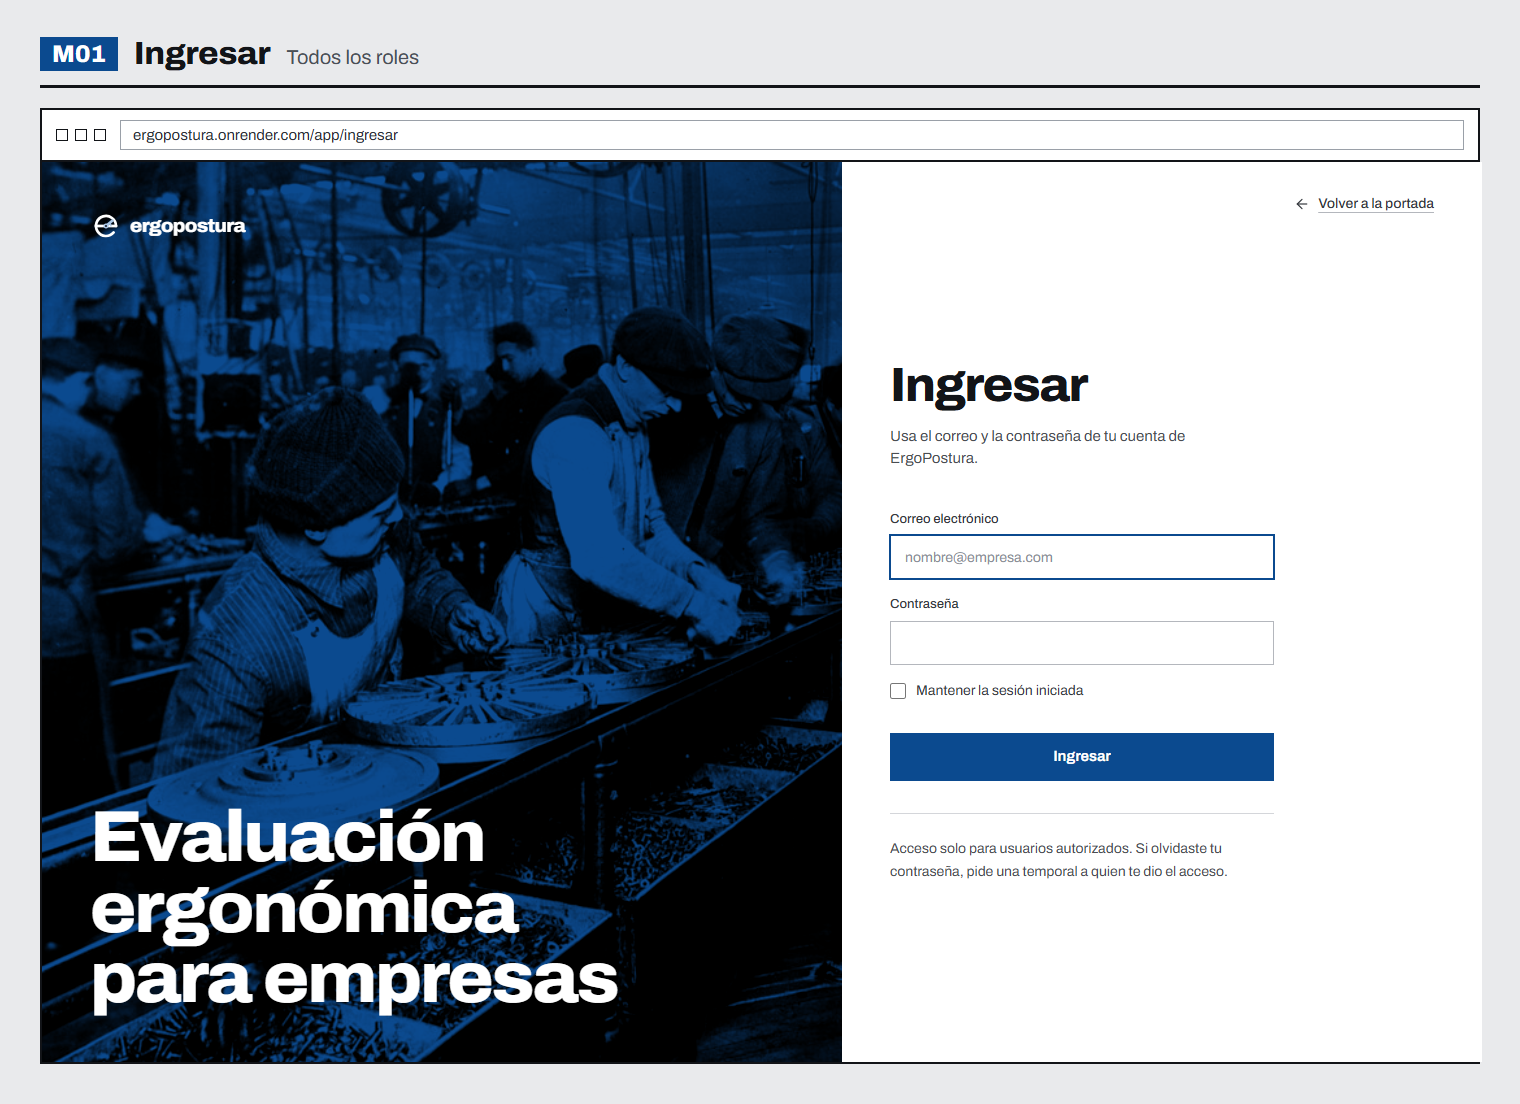 M01 Ingresar Todos los roles
ergopostura.onrender.com/app/ingresar
ergopostura
Evaluación
ergonómica
para empresas
Volver a la portada
Ingresar
Usa el correo y la contraseña de tu cuenta de
ErgoPostura.
Correo electrónico
nombre@empresa.com
Contraseña
Mantener la sesión iniciada
Ingresar
Acceso solo para usuarios autorizados. Si olvidaste tu
contraseña, pide una temporal a quien te dio el acceso.